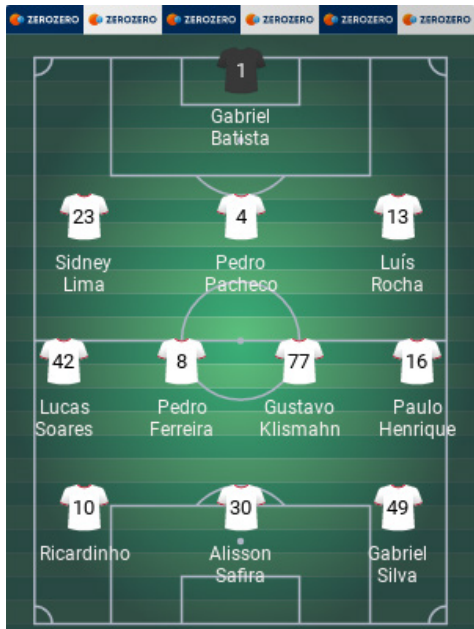 ZEROZERO ZEROZERO ZEROZERO ZEROZERO ZEROZERO ZEROZERO
1
Gabriel
Batista
23 4 13
Sidney Pedro Luís
Lima Pacheco Rocha
42 8 77 16
Lucas Pedro Gustavo Paulo
Soares Ferreira Klismahn Henrique
10 30 49
Ricardinho Alisson Gabriel
Safira Silva